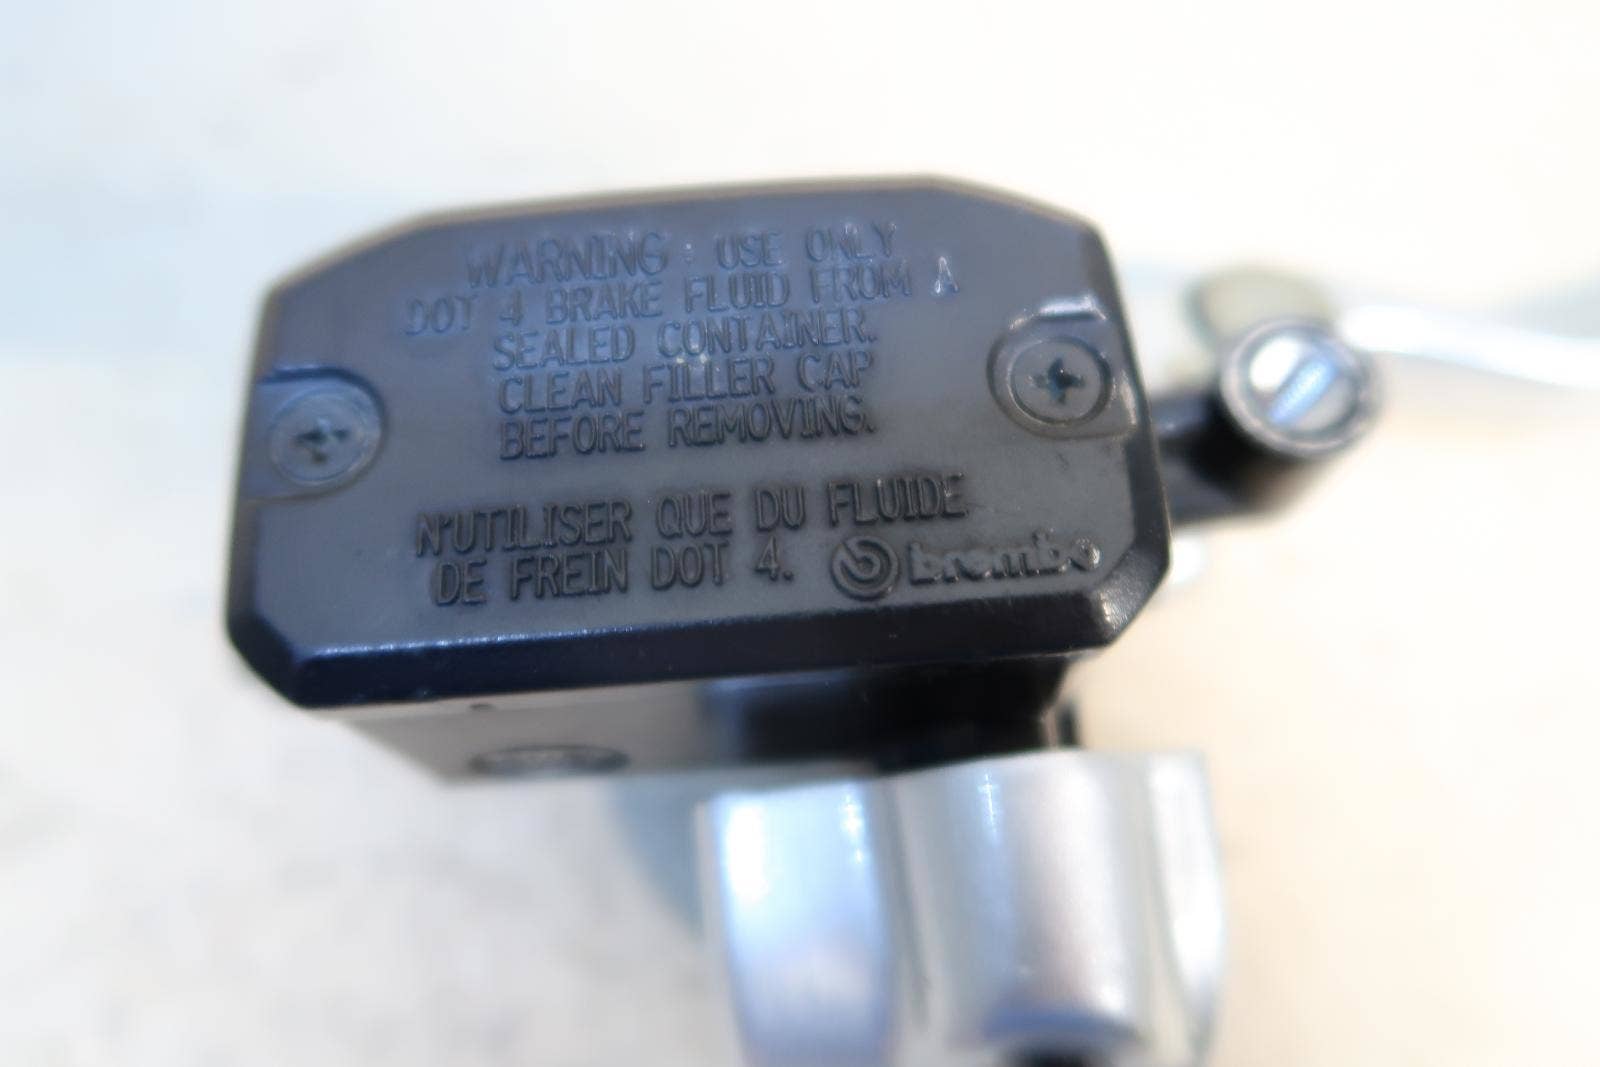 WARNING : USE ONLY
DOT 4 BRAKE FLUID FROM A
SEALED CONTAINER.
CLEAN FILLER CAP
BEFORE REMOVING.
N'UTILISER QUE DU FLUIDE
DE FREIN DOT 4.
brembo